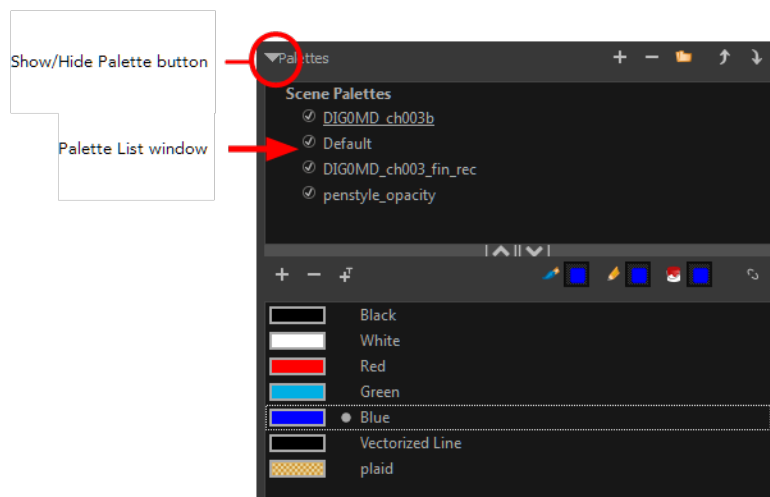 Show/Hide Palette button
Palettes
Scene Palettes
DIG0MD_ch003b
Palette List window
Default
DIG0MD_ch003_fin_rec
penstyle_opacity
T
Black
White
Red
Green
Blue
Vectorized Line
plaid